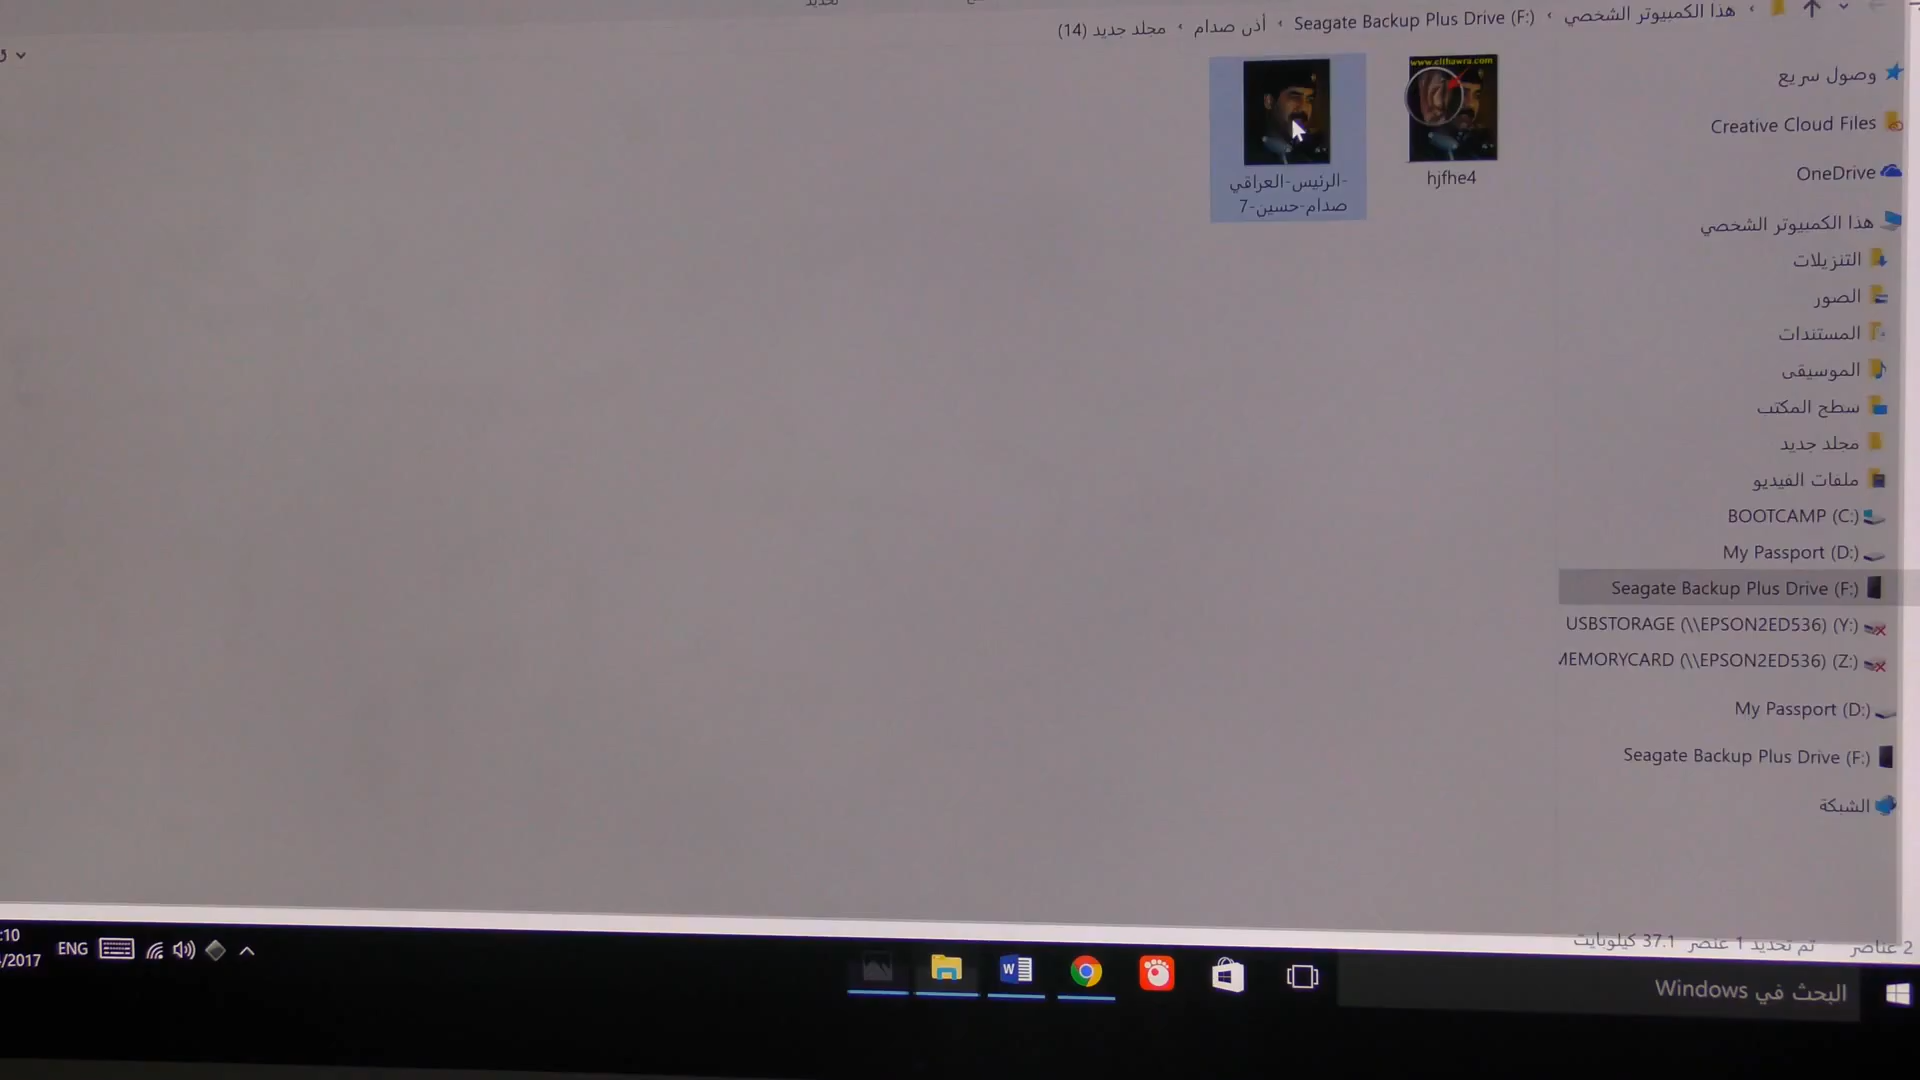 هذا الكمبيوتر الشخصي › Seagate Backup Plus Drive (F:) › أذن صدام › مجلد جديد (14)
www.elthawra.com
hjfhe4
الرئيس-العراقي-
صدام-حسين-7
وصول سريع
Creative Cloud Files
OneDrive
هذا الكمبيوتر الشخصي
التنزيلات
الصور
المستندات
الموسيقى
سطح المكتب
مجلد جديد
ملفات الفيديو
BOOTCAMP (C:)
My Passport (D:)
Seagate Backup Plus Drive (F:)
USBSTORAGE (\\EPSON2ED536) (Y:)
MEMORYCARD (\\EPSON2ED536) (Z:)
My Passport (D:)
Seagate Backup Plus Drive (F:)
الشبكة
2 عناصر تم تحديد 1 عنصر 37.1 كيلوبايت
البحث في Windows
ENG
:10
/2017